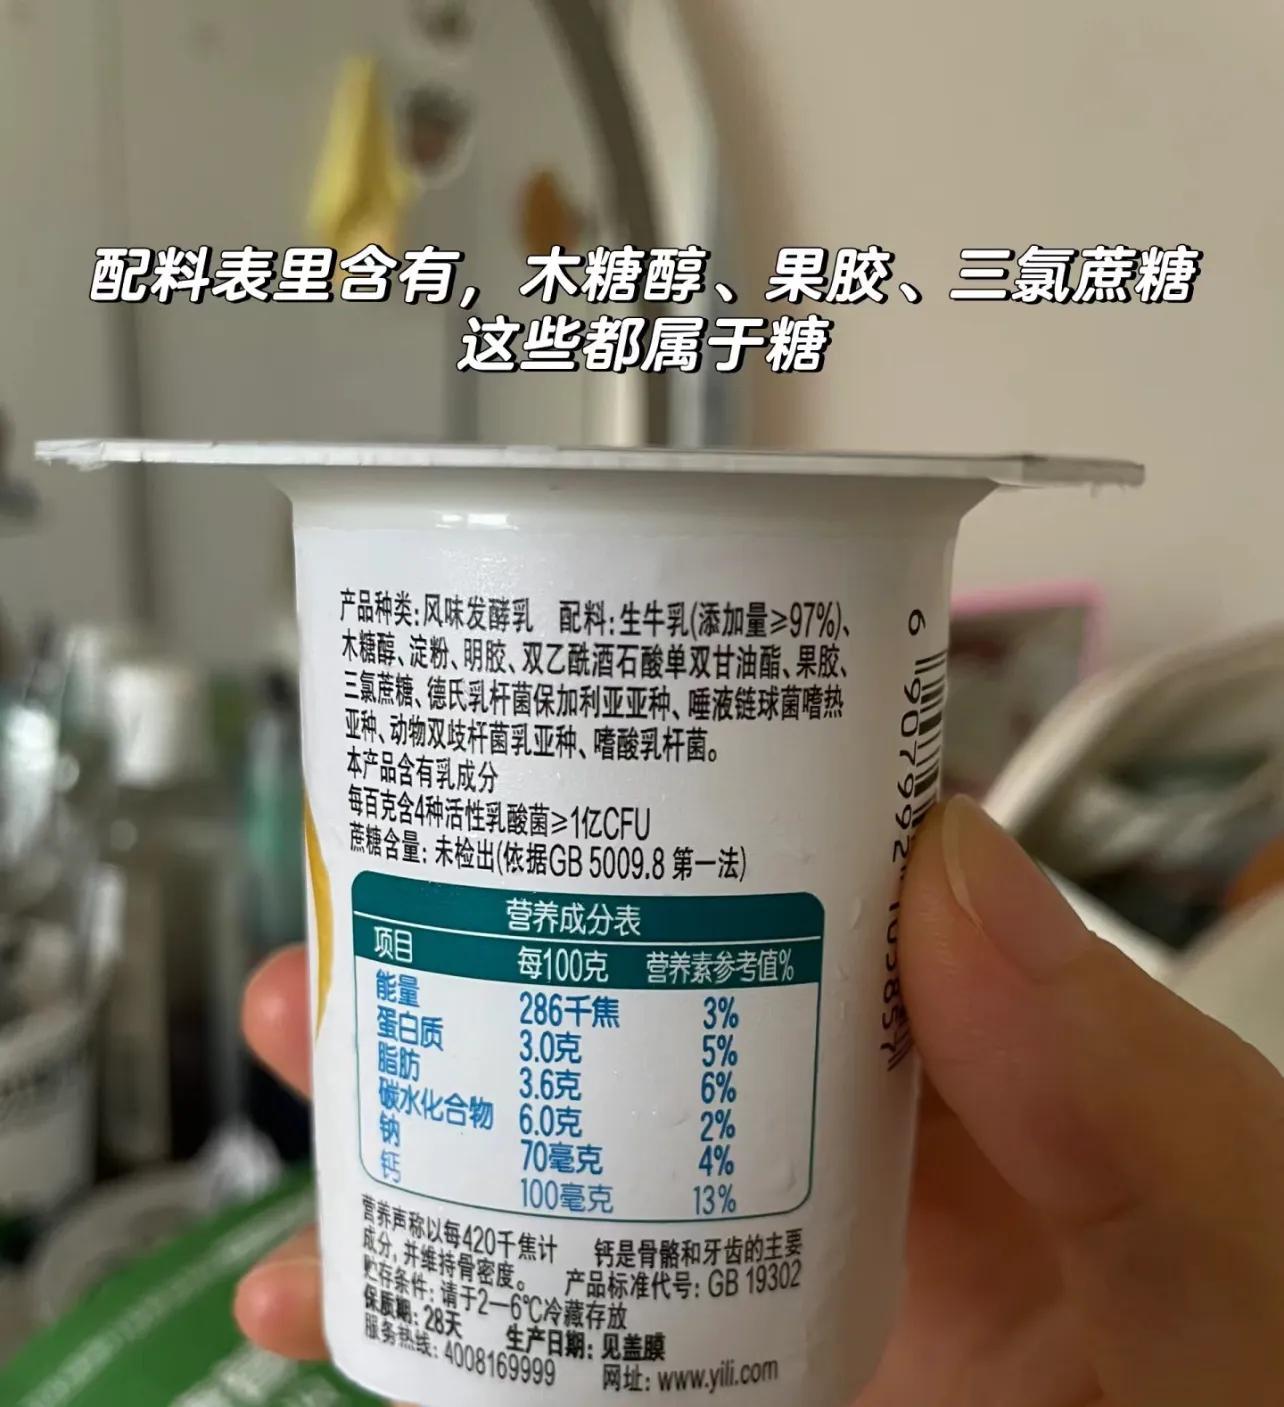 配料表里含有，木糖醇、果胶、三氯蔗糖
这些都属于糖
产品种类:风味发酵乳 配料:生牛乳(添加量≥97%)、
木糖醇、淀粉、明胶、双乙酰酒石酸单双甘油酯、果胶、
三氯蔗糖、德氏乳杆菌保加利亚亚种、唾液链球菌嗜热
亚种、动物双歧杆菌乳亚种、嗜酸乳杆菌。
本产品含有乳成分
每百克含4种活性乳酸菌≥1亿CFU
蔗糖含量: 未检出(依据GB 5009.8 第一法)
营养成分表
项目 每100克 营养素参考值%
能量 286千焦 3%
蛋白质 3.0克 5%
脂肪 3.6克 6%
碳水化合物 6.0克 2%
钠 70毫克 4%
钙 100毫克 13%
营养声称以每420千焦计 钙是骨骼和牙齿的主要
成分,并维持骨密度。 产品标准代号: GB 19302
贮存条件: 请于2—6℃冷藏存放
保质期: 28天 生产日期: 见盖膜
服务热线: 4008169999 网址: www.yili.com